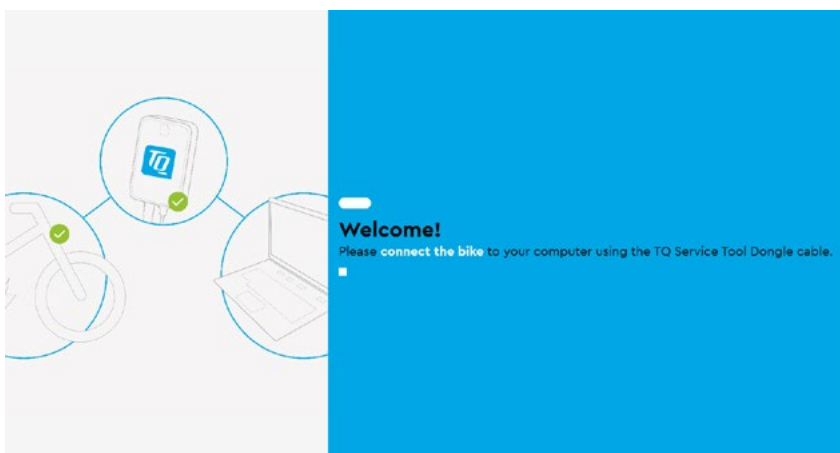 TQ
Welcome!
Please connect the bike to your computer using the TQ Service Tool Dongle cable.